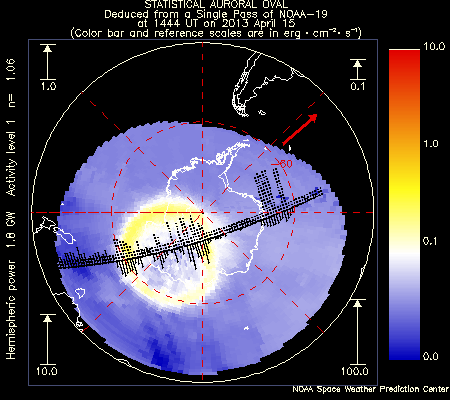 STATISTICAL AURORAL OVAL
Deduced from a Single Pass of NOAA-19
at 1444 UT on 2013 April 15
(Color bar and reference scales are in erg · cm⁻² · s⁻¹)
1.0
0.1
10.0
1.0
0.1
0.0
-60
Hemispheric power 1.8 GW Activity level 1 n= 1.06
10.0
100.0
NOAA Space Weather Prediction Center